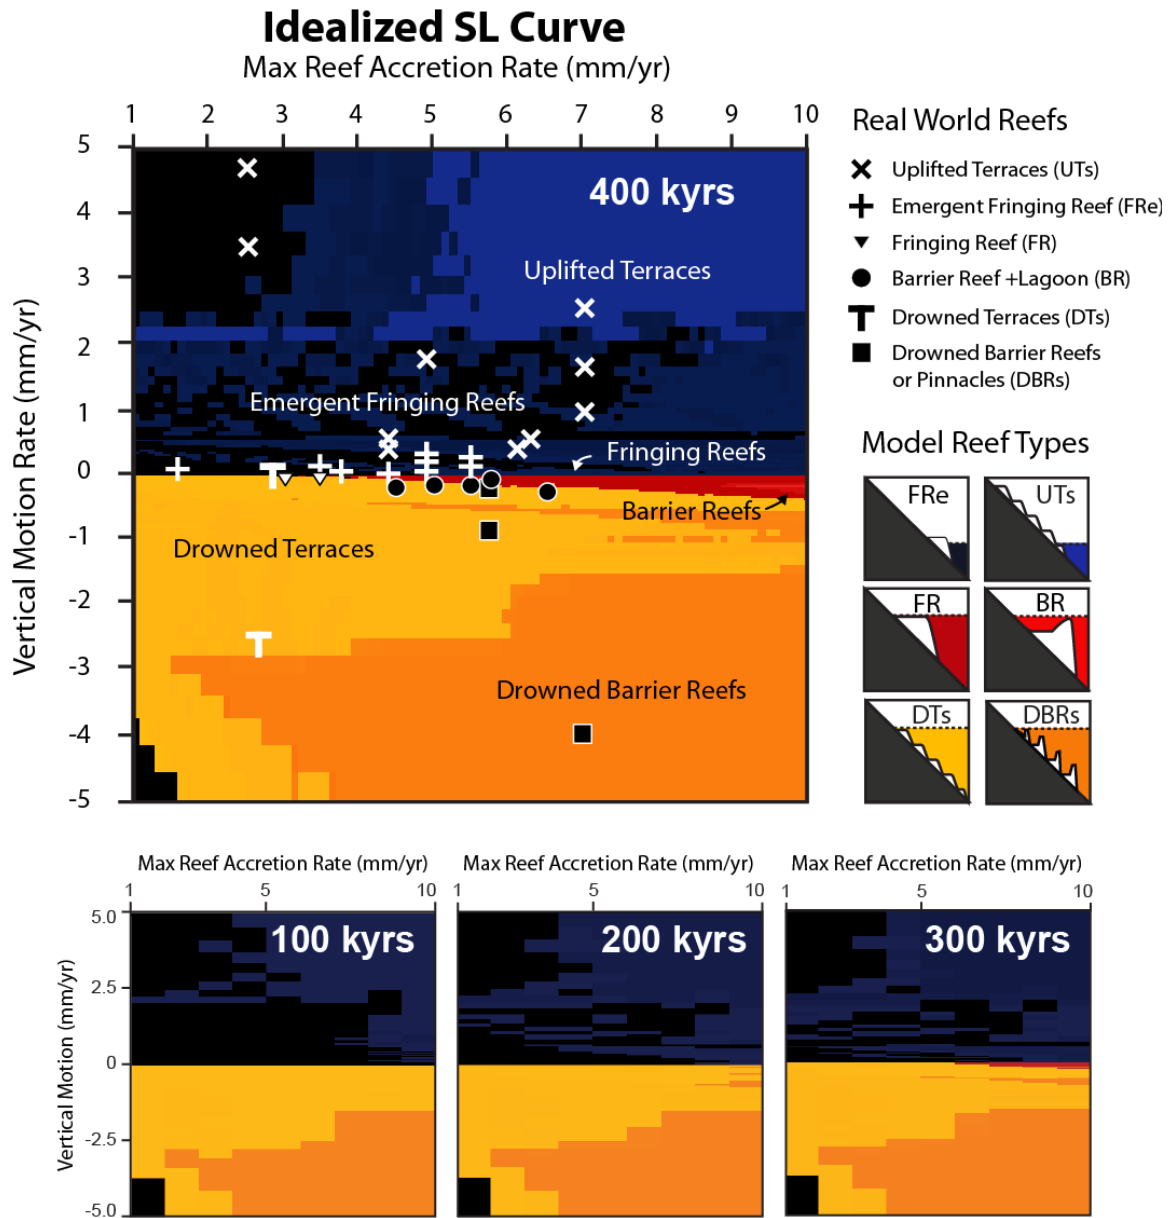 Idealized SL Curve
Max Reef Accretion Rate (mm/yr)
1 2 3 4 5 6 7 8 9 10
5
4
3
2
1
0
-1
-2
-3
-4
-5
Vertical Motion Rate (mm/yr)
400 kyrs
Uplifted Terraces
Emergent Fringing Reefs
Fringing Reefs
Barrier Reefs
Drowned Terraces
Drowned Barrier Reefs
Real World Reefs
Uplifted Terraces (UTs)
Emergent Fringing Reef (FRe)
Fringing Reef (FR)
Barrier Reef +Lagoon (BR)
Drowned Terraces (DTs)
Drowned Barrier Reefs
or Pinnacles (DBRs)
Model Reef Types
FRe UTs
FR BR
DTs DBRs
Max Reef Accretion Rate (mm/yr)
1 5 10
100 kyrs
5.0
2.5
0
-2.5
-5.0
Vertical Motion (mm/yr)
Max Reef Accretion Rate (mm/yr)
1 5 10
200 kyrs
Max Reef Accretion Rate (mm/yr)
1 5 10
300 kyrs